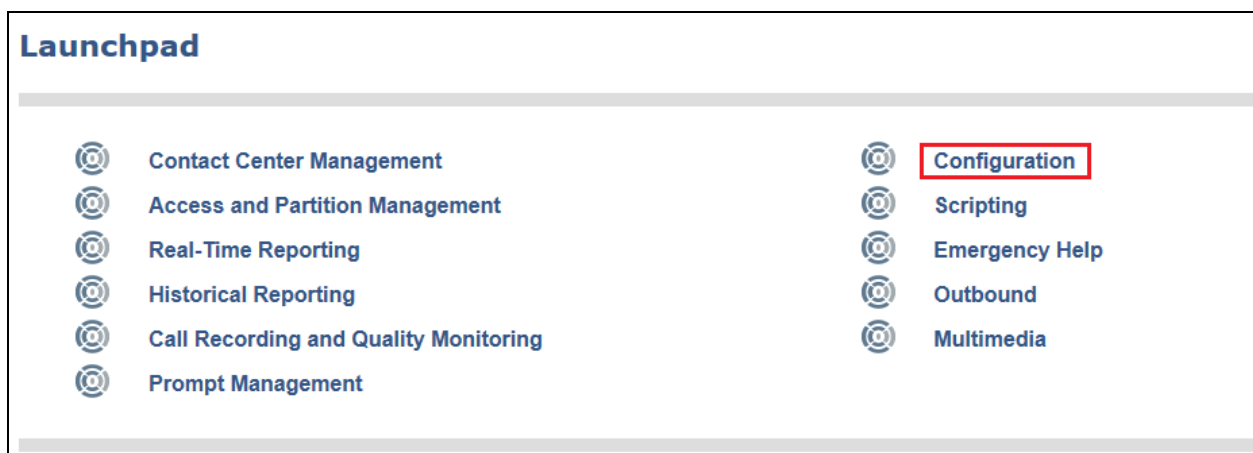 Launchpad
Contact Center Management
Access and Partition Management
Real-Time Reporting
Historical Reporting
Call Recording and Quality Monitoring
Prompt Management
Configuration
Scripting
Emergency Help
Outbound
Multimedia